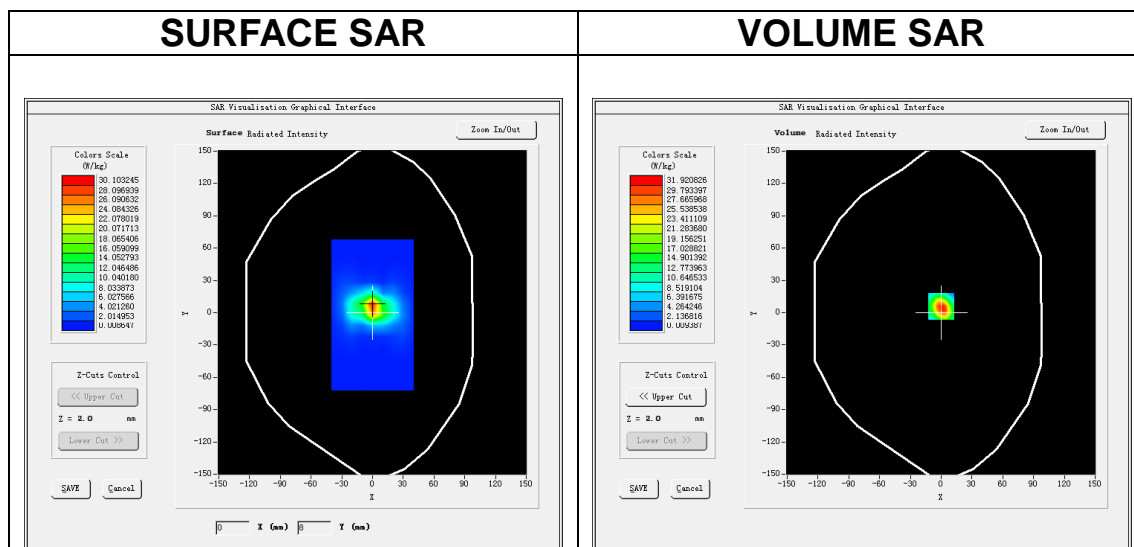 SURFACE SAR
VOLUME SAR
SAR Visualisation Graphical Interface
Surface Radiated Intensity
Zoom In/Out
Colors Scale
(W/kg)
30.103245
28.096939
26.090632
24.084326
22.078019
20.071713
18.065406
16.059099
14.052793
12.046486
10.040180
8.033873
6.027566
4.021260
2.014953
0.008647
150
120
90
60
30
0
-30
-60
-90
-120
-150
Y
-150 -120 -90 -60 -30 0 30 60 90 120 150
X
Z-Cuts Control
<< Upper Cut
Z = 2.0 mm
Lower Cut >>
SAVE Cancel
0 X (mm) 8 Y (mm)
SAR Visualisation Graphical Interface
Volume Radiated Intensity
Zoom In/Out
Colors Scale
(W/kg)
31.920826
29.793397
27.665968
25.538538
23.411109
21.283680
19.156251
17.028821
14.901392
12.773963
10.646533
8.519104
6.391675
4.264246
2.136816
0.009387
150
120
90
60
30
0
-30
-60
-90
-120
-150
Y
-150 -120 -90 -60 -30 0 30 60 90 120 150
X
Z-Cuts Control
<< Upper Cut
Z = 2.0 mm
Lower Cut >>
SAVE Cancel